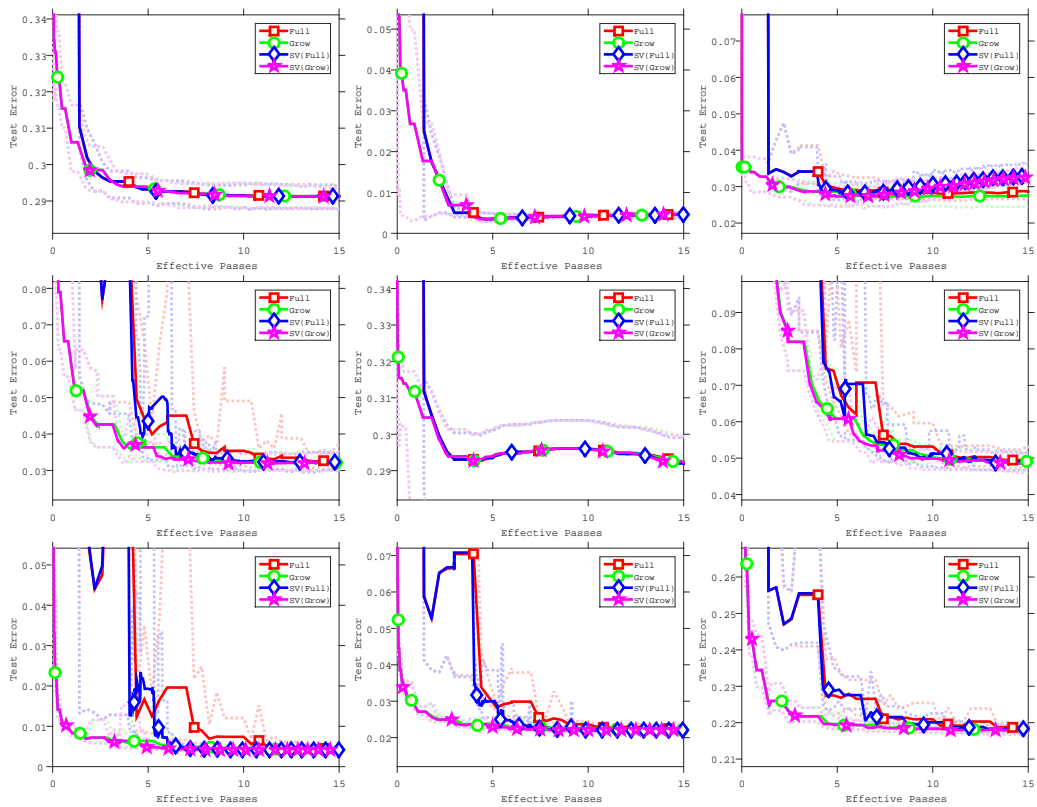 Test Error
0.34
0.33
0.32
0.31
0.3
0.29
Full
Grow
SV(Full)
SV(Grow)
0 5 10 15
Effective Passes
Test Error
0.05
0.04
0.03
0.02
0.01
0
Full
Grow
SV(Full)
SV(Grow)
0 5 10 15
Effective Passes
Test Error
0.07
0.06
0.05
0.04
0.03
0.02
Full
Grow
SV(Full)
SV(Grow)
0 5 10 15
Effective Passes
Test Error
0.08
0.07
0.06
0.05
0.04
0.03
Full
Grow
SV(Full)
SV(Grow)
0 5 10 15
Effective Passes
Test Error
0.34
0.33
0.32
0.31
0.3
0.29
Full
Grow
SV(Full)
SV(Grow)
0 5 10 15
Effective Passes
Test Error
0.09
0.08
0.07
0.06
0.05
0.04
Full
Grow
SV(Full)
SV(Grow)
0 5 10 15
Effective Passes
Test Error
0.05
0.04
0.03
0.02
0.01
0
Full
Grow
SV(Full)
SV(Grow)
0 5 10 15
Effective Passes
Test Error
0.07
0.06
0.05
0.04
0.03
0.02
Full
Grow
SV(Full)
SV(Grow)
0 5 10 15
Effective Passes
Test Error
0.26
0.25
0.24
0.23
0.22
0.21
Full
Grow
SV(Full)
SV(Grow)
0 5 10 15
Effective Passes